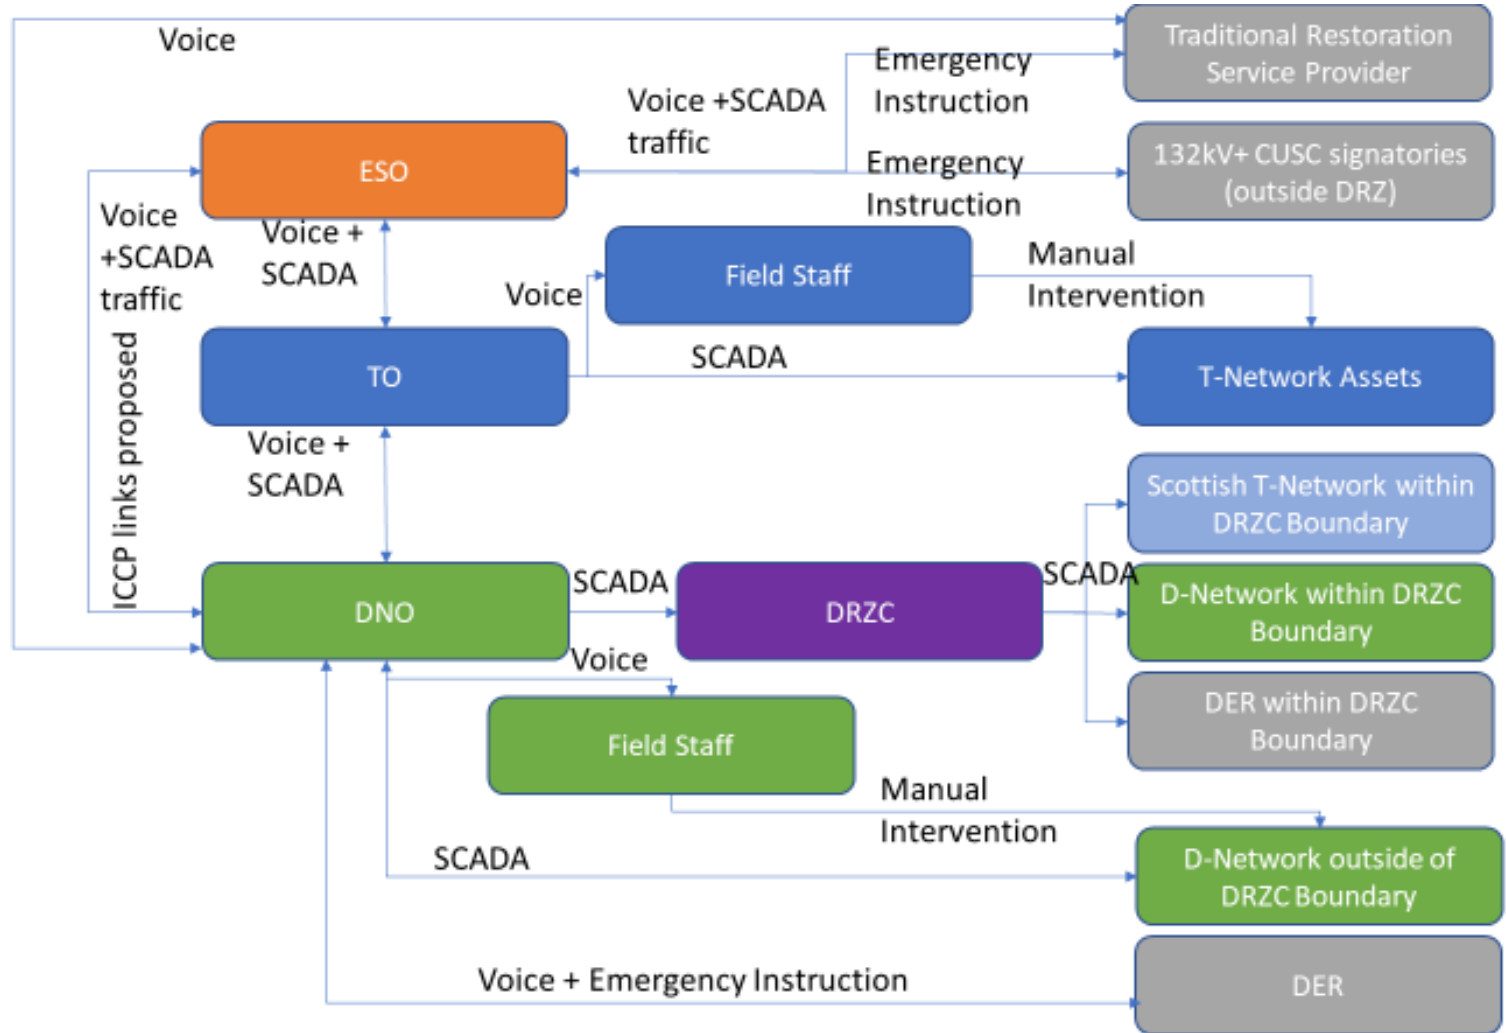 Voice
Traditional Restoration
Service Provider
Emergency
Instruction
Voice +SCADA
traffic
ESO
132kV+ CUSC signatories
(outside DRZ)
Emergency
Instruction
Voice
+SCADA
traffic
Voice +
SCADA
Field Staff
Manual
Intervention
Voice
TO
SCADA
T-Network Assets
ICCP links proposed
Voice +
SCADA
Scottish T-Network within
DRZC Boundary
DNO
SCADA
DRZC
SCADA
D-Network within DRZC
Boundary
Voice
Field Staff
DER within DRZC
Boundary
Manual
Intervention
SCADA
D-Network outside of
DRZC Boundary
Voice + Emergency Instruction
DER